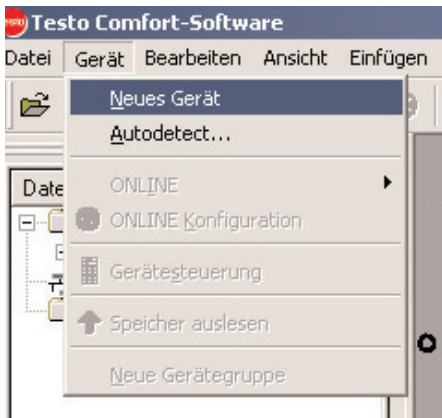 Testo Comfort-Software
Datei Gerät Bearbeiten Ansicht Einfügen
Neues Gerät
Autodetect...
ONLINE
ONLINE Konfiguration
Gerätesteuerung
Speicher auslesen
Neue Gerätegruppe
Date